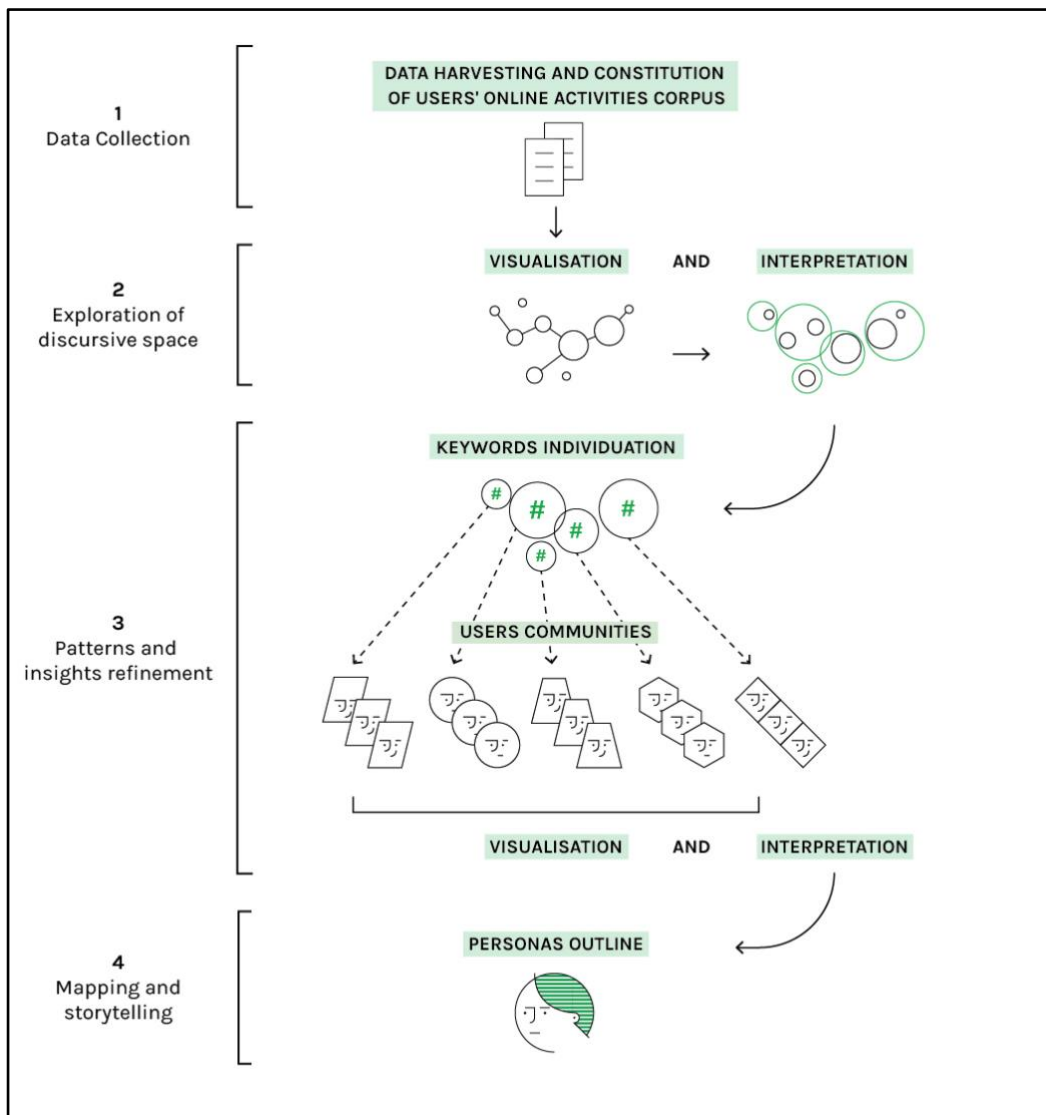 DATA HARVESTING AND CONSTITUTION
OF USERS' ONLINE ACTIVITIES CORPUS
1
Data Collection
VISUALISATION AND INTERPRETATION
2
Exploration of
discursive space
KEYWORDS INDIVIDUATION
#
#
#
#
#
USERS COMMUNITIES
3
Patterns and
insights refinement
VISUALISATION AND INTERPRETATION
PERSONAS OUTLINE
4
Mapping and
storytelling